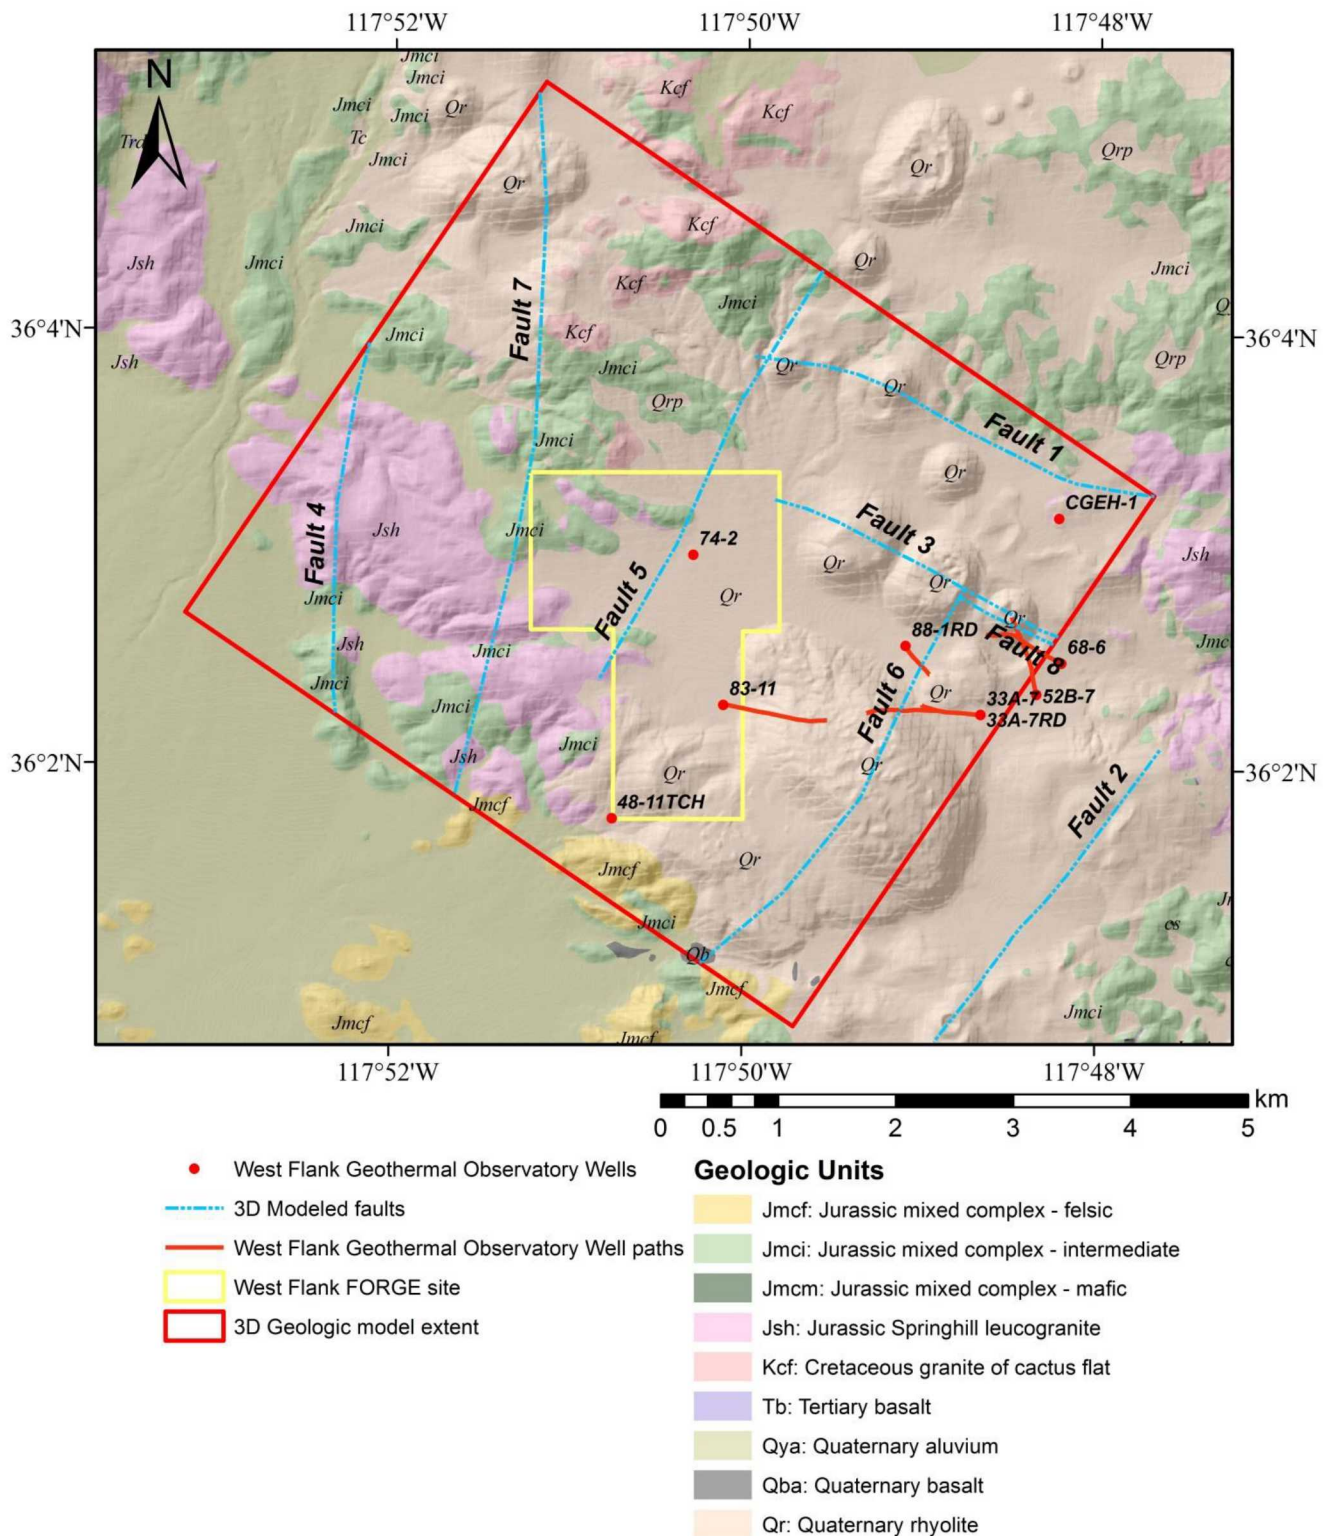 117°52'W 117°50'W 117°48'W
N
Jmci
Jmci
Kcf
Jmci Jmci Qr Kcf
Trd Tc
Jmci Qrp
Qr
Qr
Jmci Kcf
Jsh Jmci Qr Jmci
Kcf
Jmci
36°4'N Jmci Fault 7 Kcf 36°4'N
Jsh Jmci Qr Qrp
Qr
Qrp
Jmci Fault 1
Qr
CGEH-1
Fault 4 Jsh Jmci Fault 3
74-2 Jsh
Qr
Jmci Fault 5 Qr Qr
Qr
88-1RD
Jsh Jmci Fault 8 68-6
Jmci Fault 6
83-11 Qr 33A-7 52B-7
Jmci 33A-7RD
Jmci
Jsh Qr Qr
36°2'N 36°2'N
Jmcf 48-11TCH Fault 2
Qr
Jmcf
Jmci cs
Qb
Jmcf
Jmcf Jmci
Jmcf
117°52'W 117°50'W 117°48'W
km
0 0.5 1 2 3 4 5
West Flank Geothermal Observatory Wells
3D Modeled faults
West Flank Geothermal Observatory Well paths
West Flank FORGE site
3D Geologic model extent
Geologic Units
Jmcf: Jurassic mixed complex - felsic
Jmci: Jurassic mixed complex - intermediate
Jmcm: Jurassic mixed complex - mafic
Jsh: Jurassic Springhill leucogranite
Kcf: Cretaceous granite of cactus flat
Tb: Tertiary basalt
Qya: Quaternary aluvium
Qba: Quaternary basalt
Qr: Quaternary rhyolite